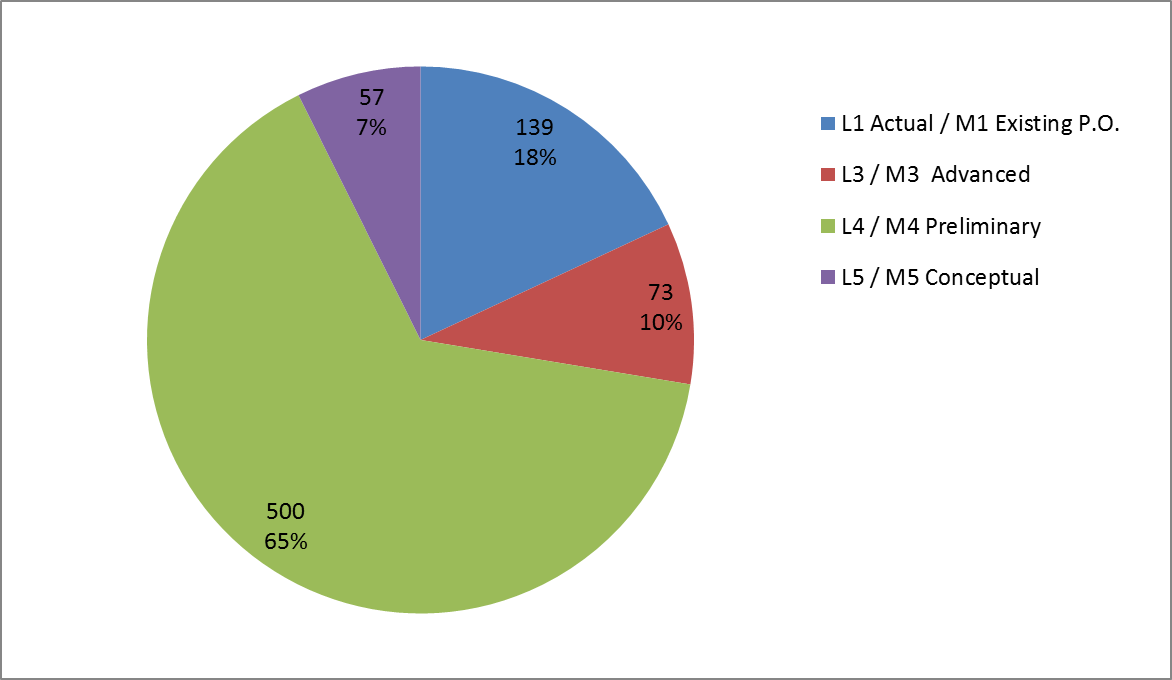 57
7%
139
18%
73
10%
500
65%
L1 Actual / M1 Existing P.O.
L3 / M3  Advanced
L4 / M4 Preliminary
L5 / M5 Conceptual